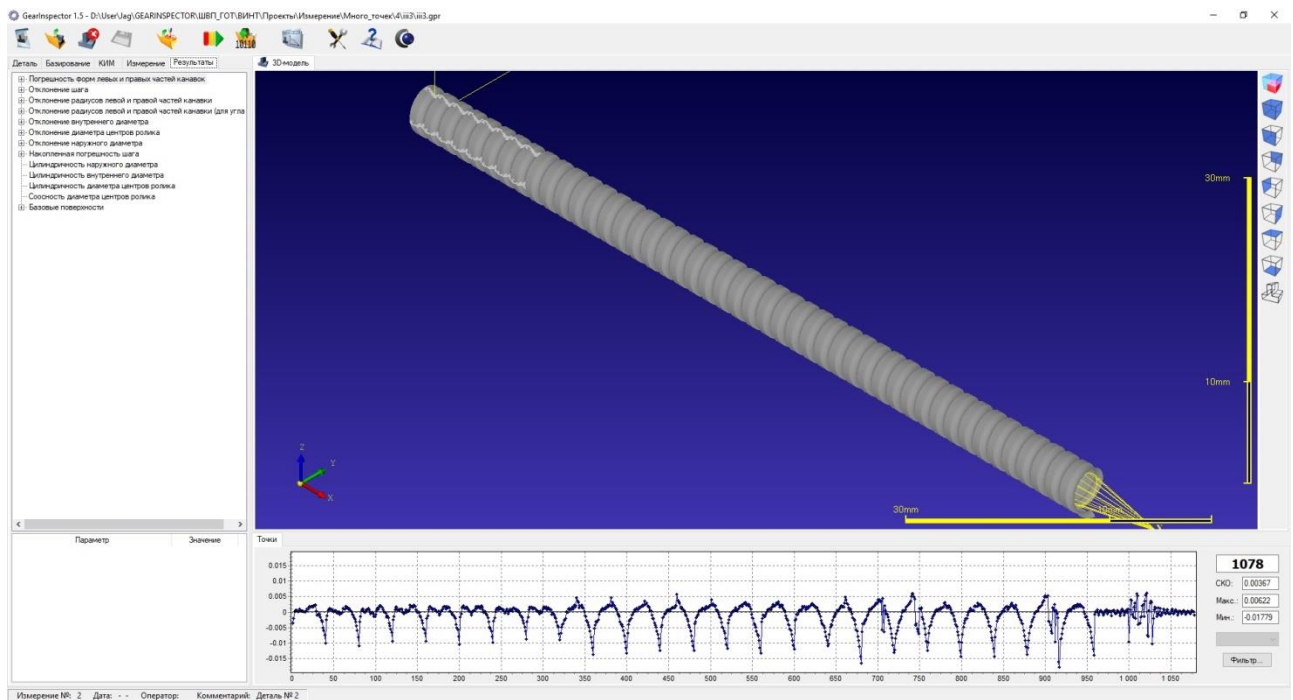 GearInspector 1.5 - D:\User\Jag\GEARINSPECTOR\ШВП_ГОТ\ВИНТ\Проекты\Измерение\Много_точек\4\iii3\iii3.gpr
Деталь Базирование КИМ Измерение Результаты
3D-модель
Погрешность форм левых и правых частей канавок
Отклонение шага
Отклонение радиусов левой и правой частей канавки
Отклонение радиусов левой и правой частей канавки (для угла
Отклонение внутреннего диаметра
Отклонение диаметра центров ролика
Отклонение наружного диаметра
Накопленная погрешность шага
Цилиндричность наружного диаметра
Цилиндричность внутреннего диаметра
Цилиндричность диаметра центров ролика
Соосность диаметра центров ролика
Базовые поверхности
30mm
10mm
Z
Y
X
30mm
10mm
Параметр Значение
Точки
0.015
0.01
0.005
0
-0.005
-0.01
-0.015
0 50 100 150 200 250 300 350 400 450 500 550 600 650 700 750 800 850 900 950 1 000 1 050
1078
СКО: 0.00367
Макс.: 0.00622
Мин.: -0.01779
Фильтр...
Измерение №: 2 Дата: - - Оператор: Комментарий: Деталь № 2